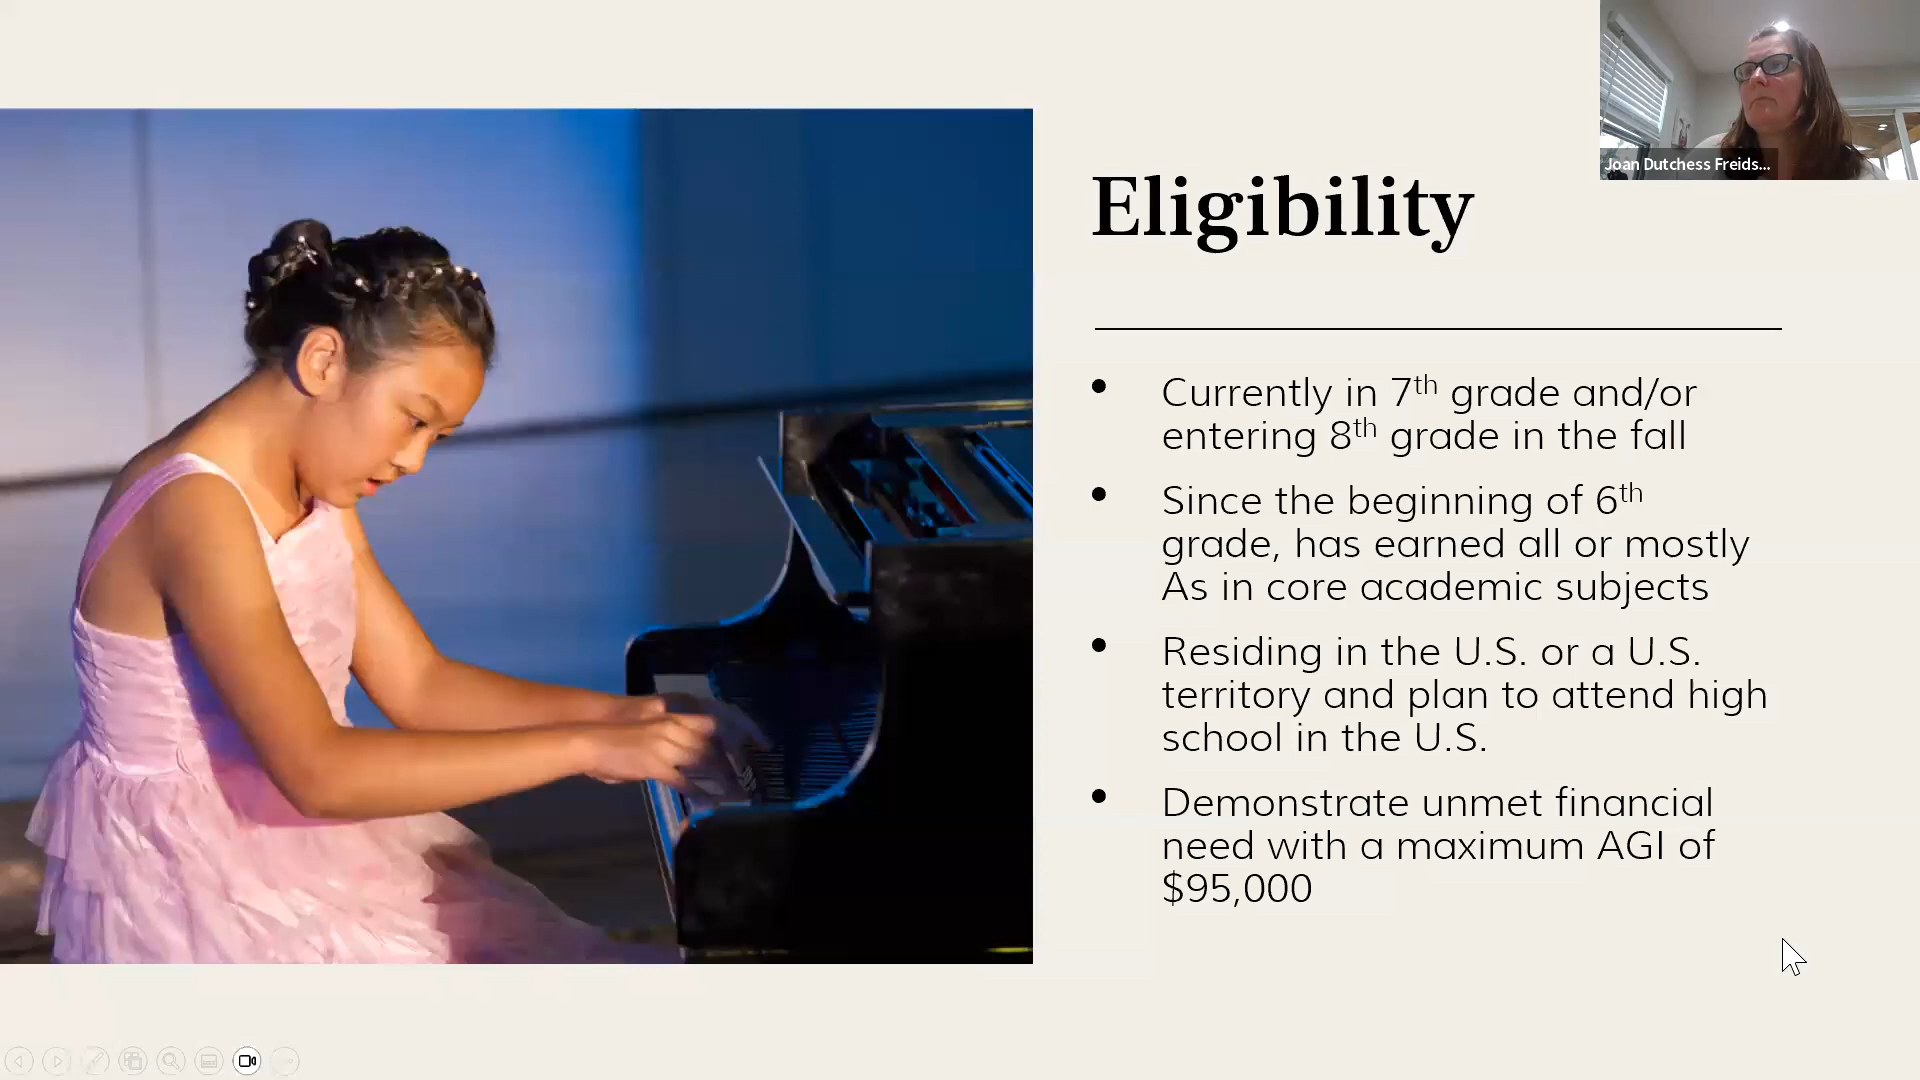 Joan Dutchess Freids...
Eligibility
• Currently in 7th grade and/or
entering 8th grade in the fall
• Since the beginning of 6th
grade, has earned all or mostly
As in core academic subjects
• Residing in the U.S. or a U.S.
territory and plan to attend high
school in the U.S.
• Demonstrate unmet financial
need with a maximum AGI of
$95,000